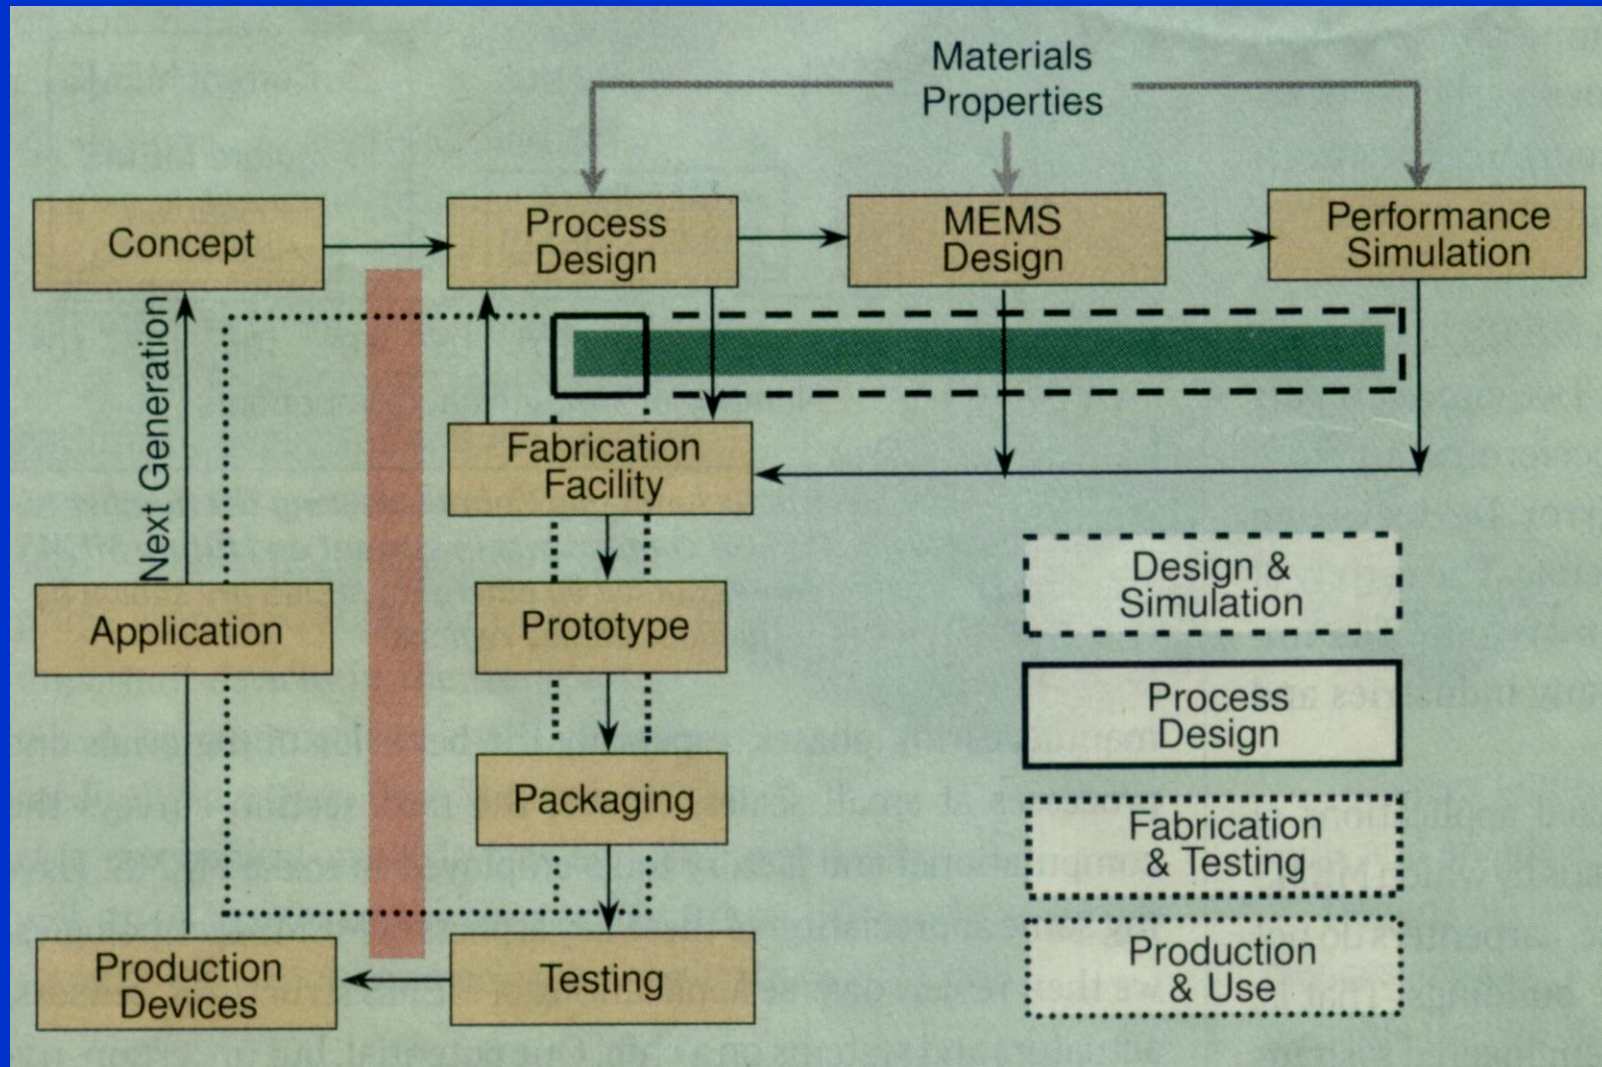 Materials
Properties
Concept
Process
Design
MEMS
Design
Performance
Simulation
Next Generation
Fabrication
Facility
Design &
Simulation
Application
Prototype
Process
Design
Packaging
Fabrication
& Testing
Production
Devices
Testing
Production
& Use